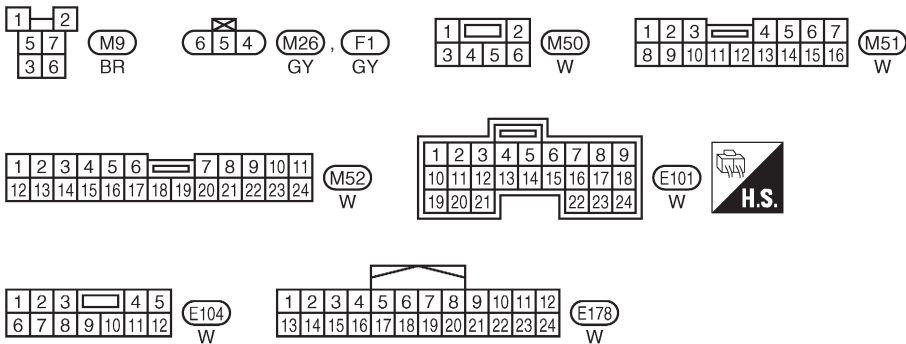 1 2
5 7
3 6
M9
BR
6 5 4
M26 , F1
GY GY
1 2
3 4 5 6
M50
W
1 2 3 4 5 6 7
8 9 10 11 12 13 14 15 16
M51
W
1 2 3 4 5 6 7 8 9 10 11
12 13 14 15 16 17 18 19 20 21 22 23 24
M52
W
1 2 3 4 5 6 7 8 9
10 11 12 13 14 15 16 17 18
19 20 21 22 23 24
E101
W
H.S.
1 2 3 4 5
6 7 8 9 10 11 12
E104
W
1 2 3 4 5 6 7 8 9 10 11 12
13 14 15 16 17 18 19 20 21 22 23 24
E178
W